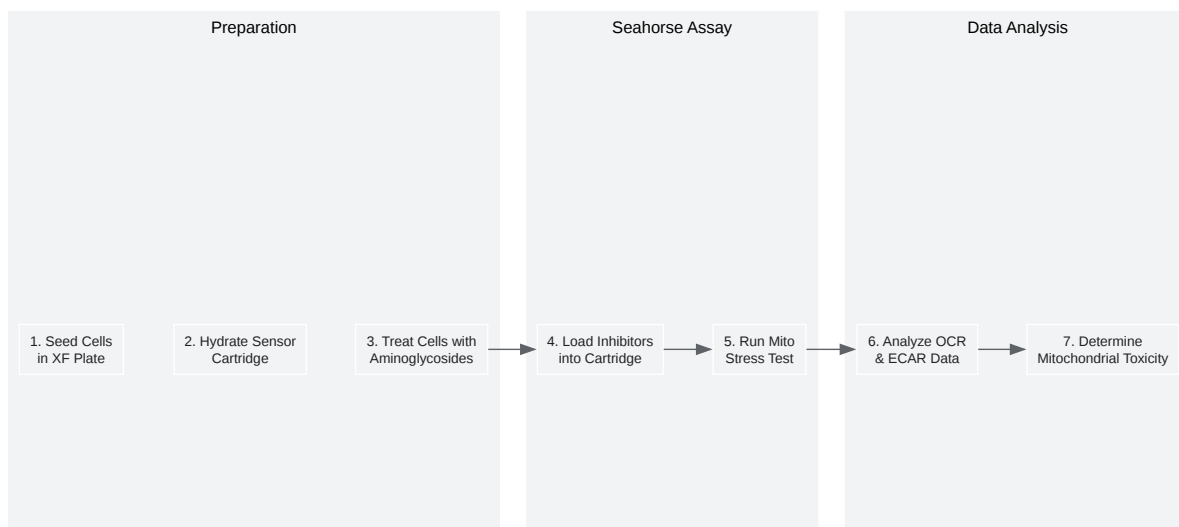 Preparation
Seahorse Assay
Data Analysis
1. Seed Cells
in XF Plate
2. Hydrate Sensor
Cartridge
3. Treat Cells with
Aminoglycosides
4. Load Inhibitors
into Cartridge
5. Run Mito
Stress Test
6. Analyze OCR
& ECAR Data
7. Determine
Mitochondrial Toxicity